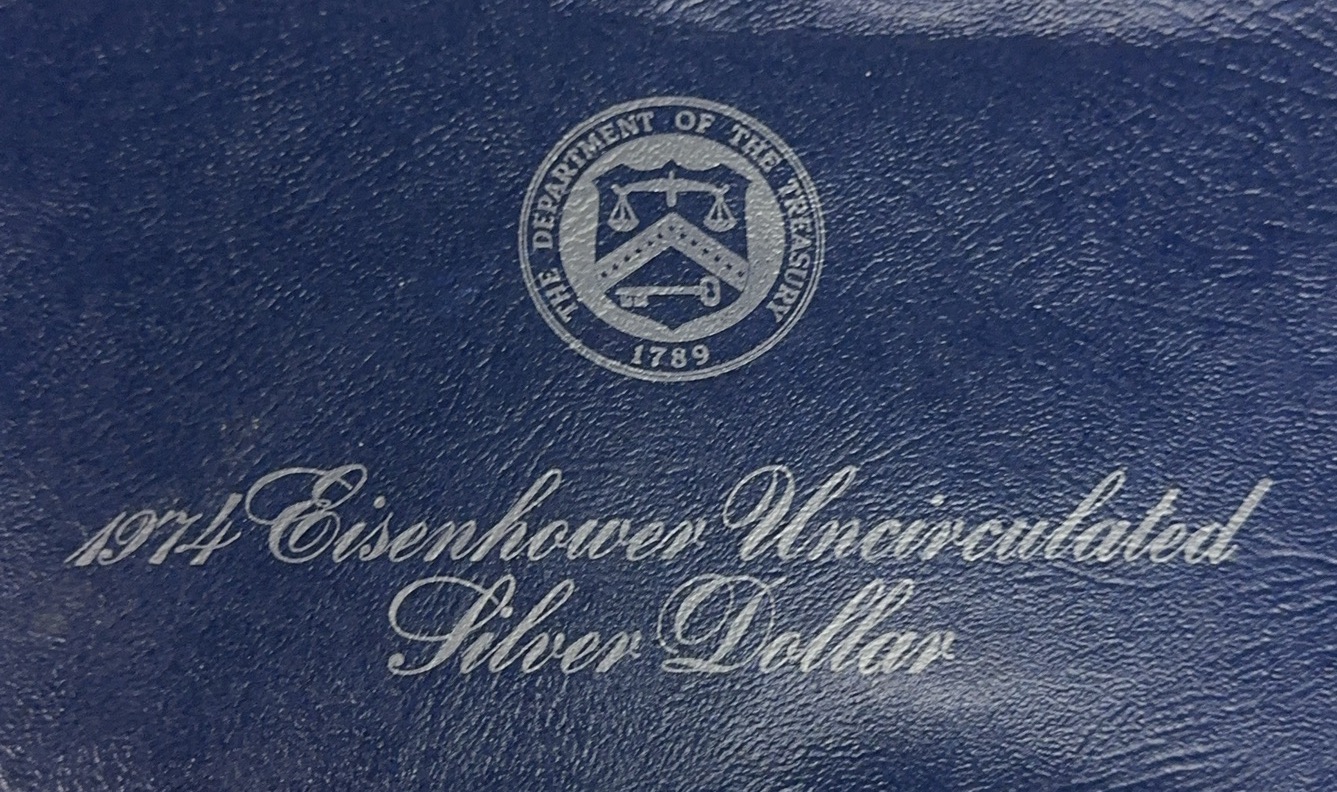 THE DEPARTMENT OF THE TREASURY
1789
1974 Eisenhower Uncirculated
Silver Dollar